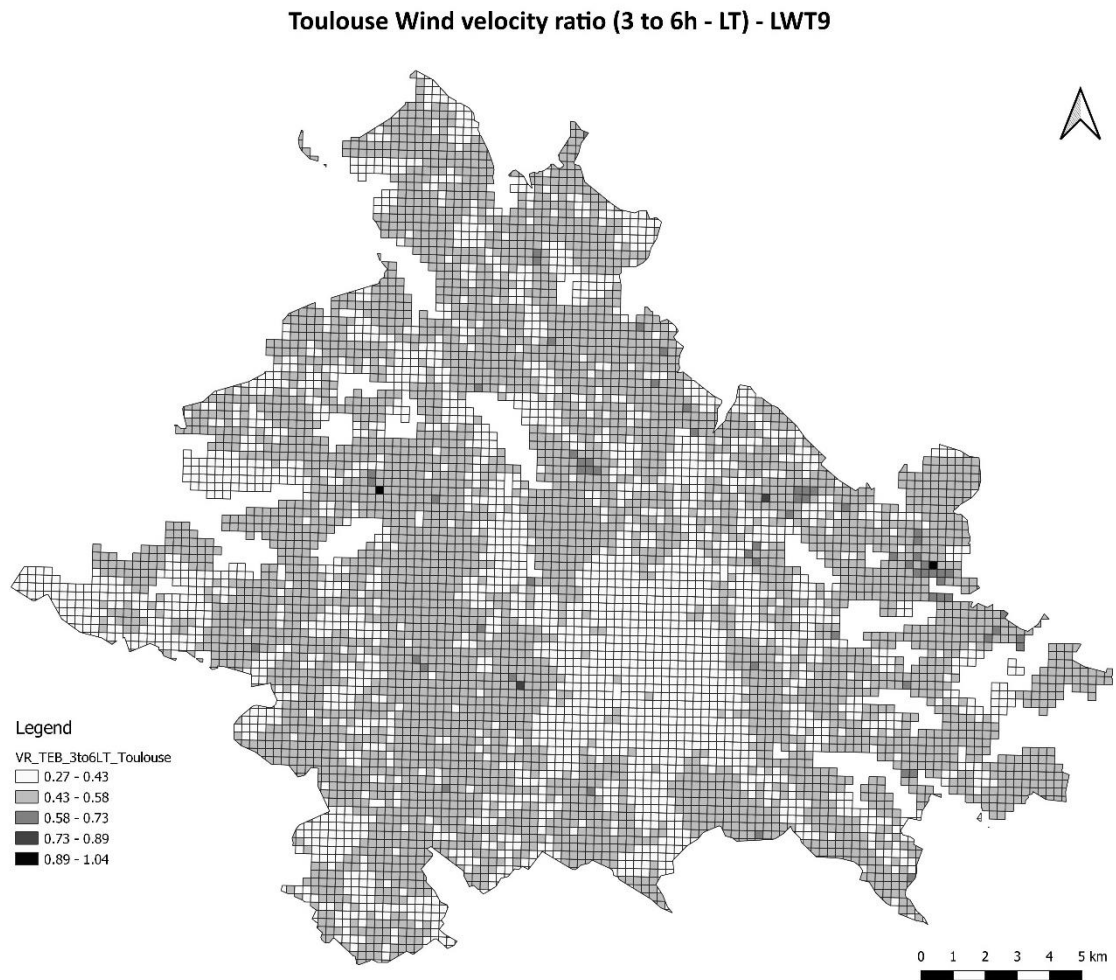 Toulouse Wind velocity ratio (3 to 6h - LT) - LWT9
Legend
VR_TEB_3to6LT_Toulouse
0.27 - 0.43
0.43 - 0.58
0.58 - 0.73
0.73 - 0.89
0.89 - 1.04
0 1 2 3 4 5 km